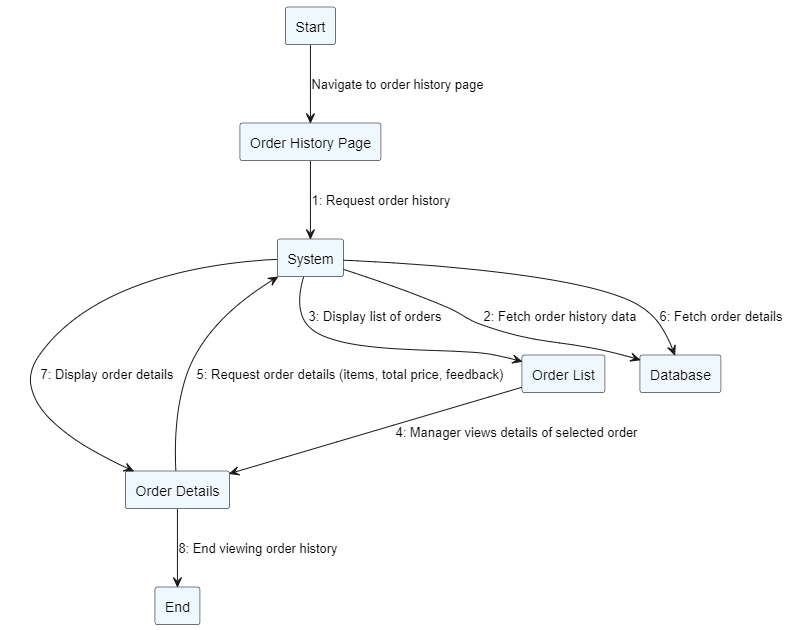 Start
Navigate to order history page
Order History Page
1: Request order history
System
3: Display list of orders
2: Fetch order history data
6: Fetch order details
7: Display order details
5: Request order details (items, total price, feedback)
Order List
Database
4: Manager views details of selected order
Order Details
8: End viewing order history
End